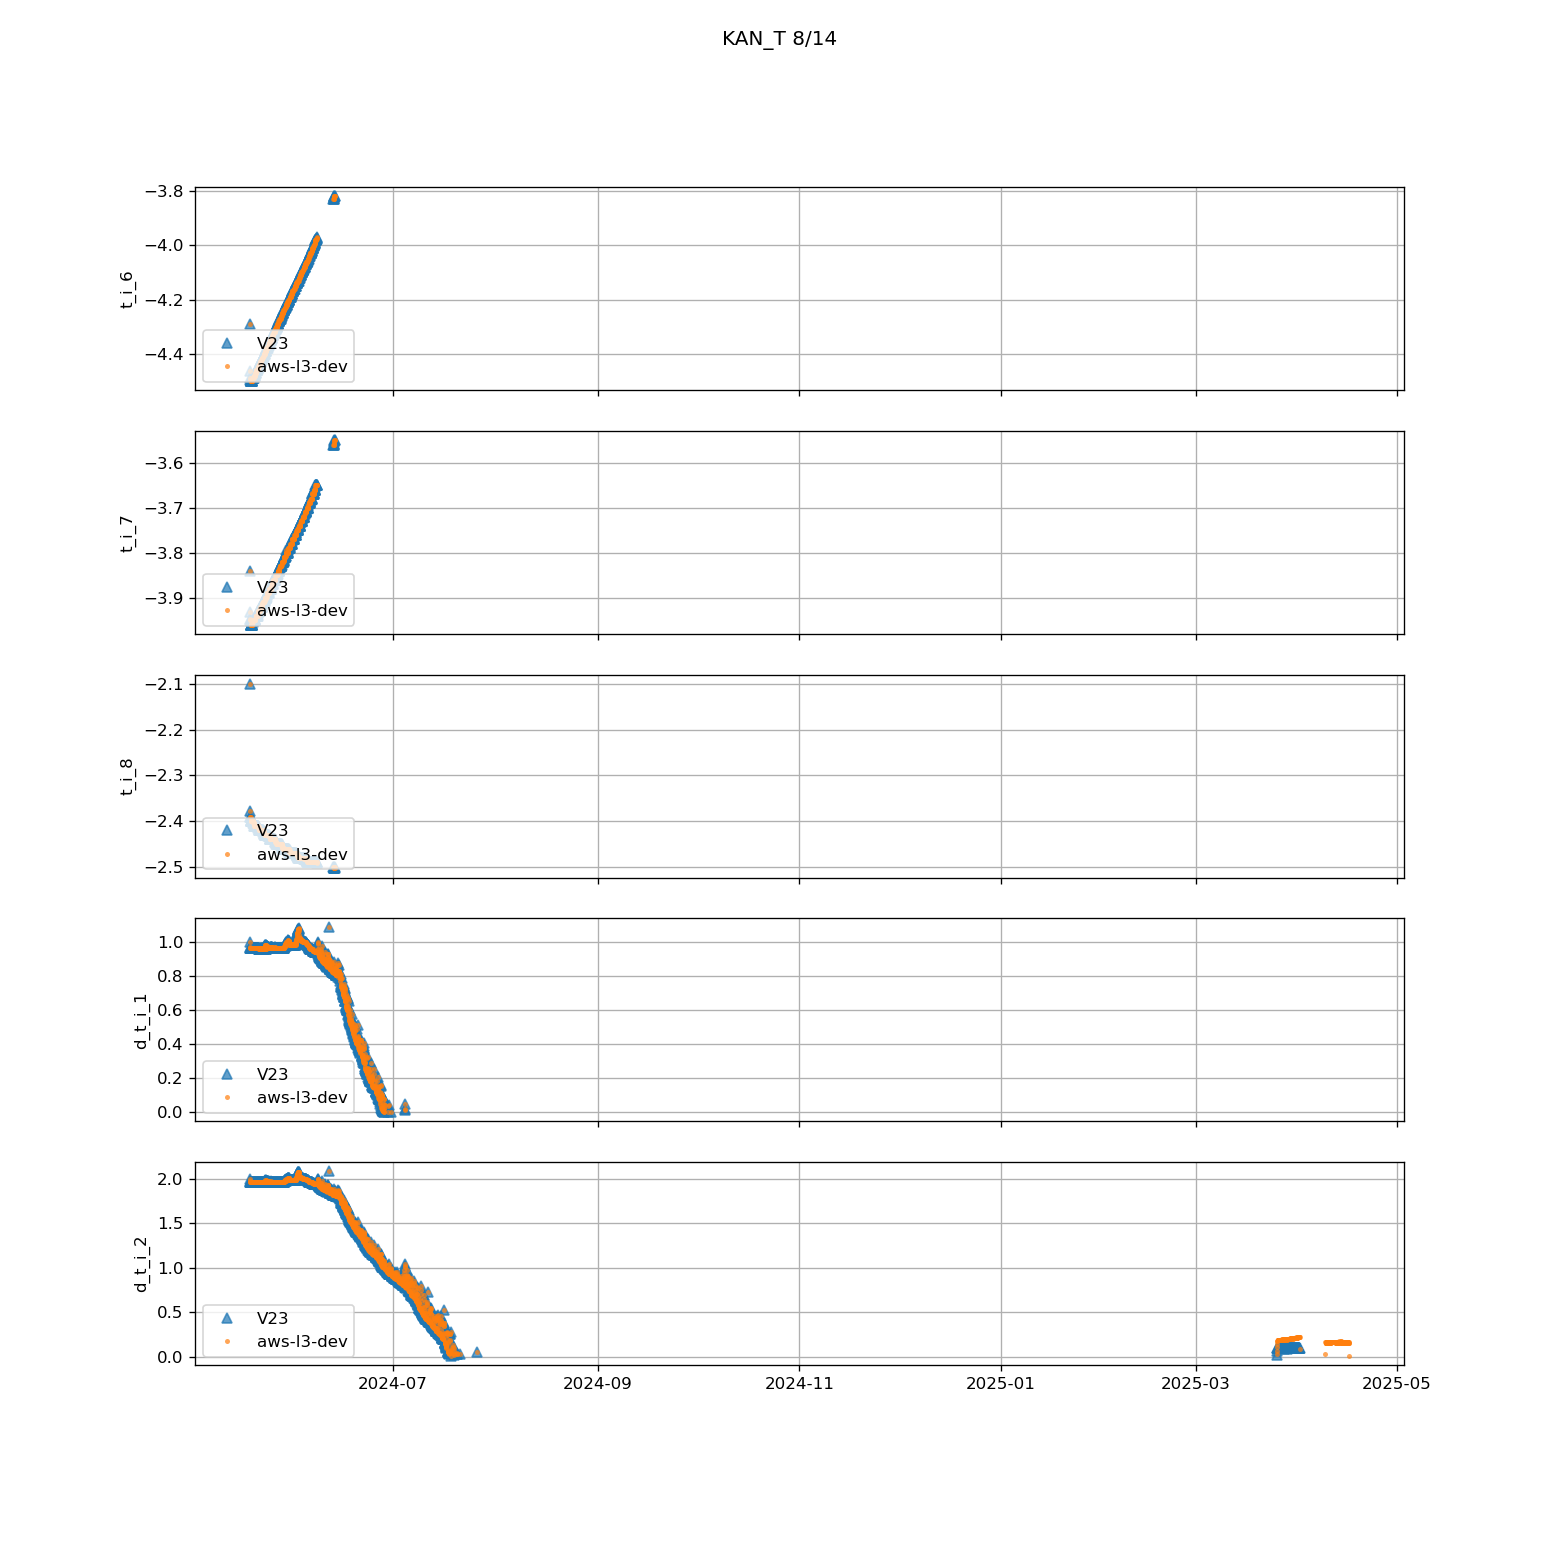 KAN_T 8/14
t_i_6
−3.8
−4.0
−4.2
−4.4
V23
aws-l3-dev
t_i_7
−3.6
−3.7
−3.8
−3.9
V23
aws-l3-dev
t_i_8
−2.1
−2.2
−2.3
−2.4
−2.5
V23
aws-l3-dev
d_t_i_1
1.0
0.8
0.6
0.4
0.2
0.0
V23
aws-l3-dev
d_t_i_2
2.0
1.5
1.0
0.5
0.0
V23
aws-l3-dev
2024-07 2024-09 2024-11 2025-01 2025-03 2025-05